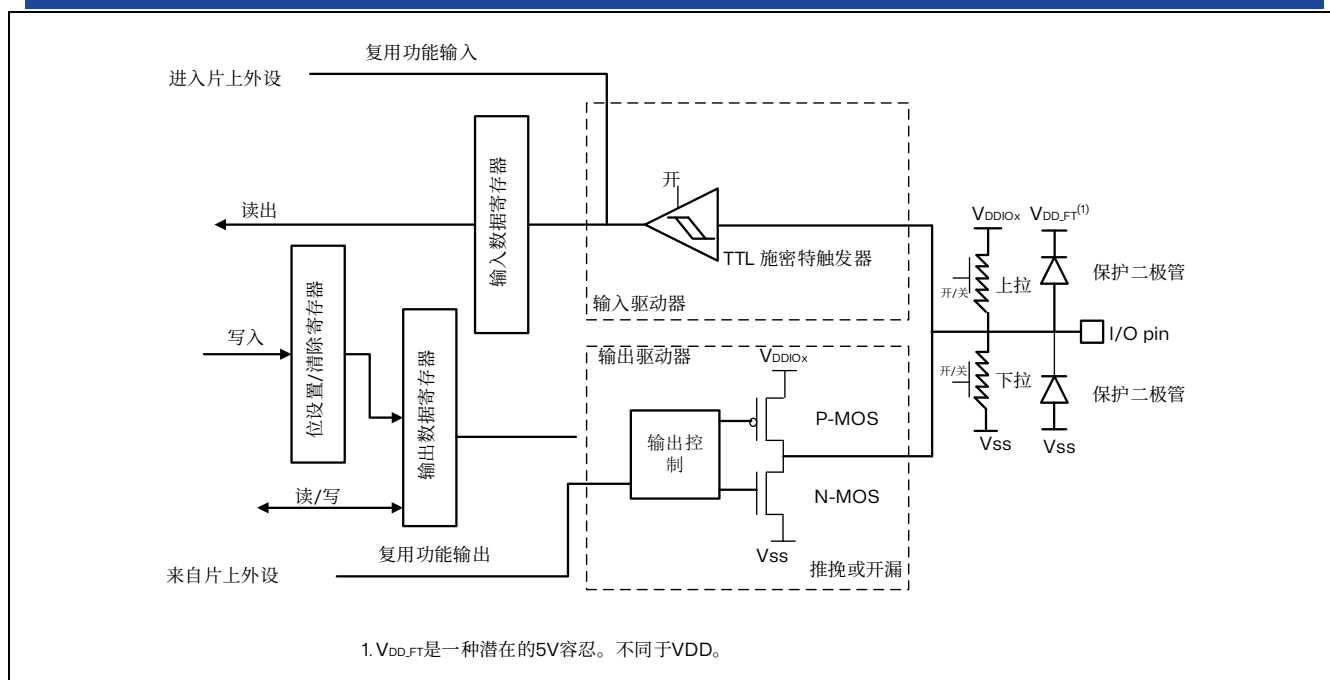 复用功能输入
进入片上外设
输入数据寄存器
开
读出
TTL 施密特触发器
输入驱动器
VDDIOx
VDD_FT(1)
开/关
上拉
保护二极管
I/O pin
位设置/清除寄存器
写入
输出数据寄存器
输出驱动器
VDDIOx
开/关
下拉
保护二极管
P-MOS
输出控
制
Vss
Vss
读/写
N-MOS
复用功能输出
Vss
来自片上外设
推挽或开漏
1. VDD_FT是一种潜在的5V容忍。不同于VDD。